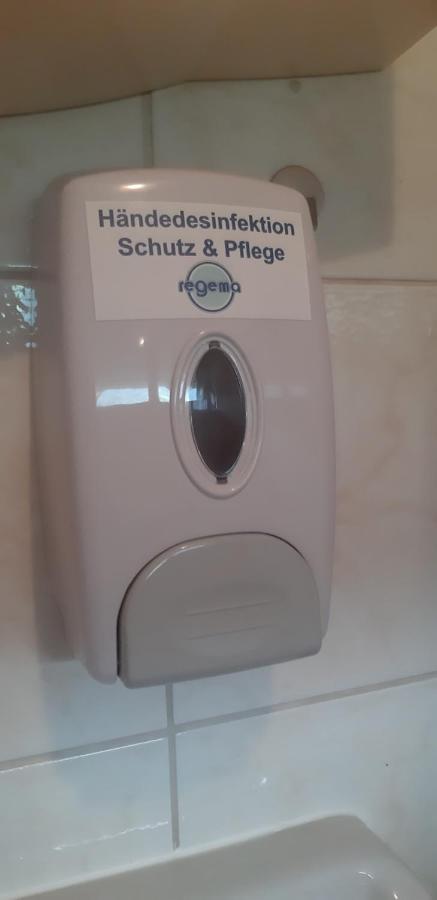 Händedesinfektion
Schutz & Pflege
regema